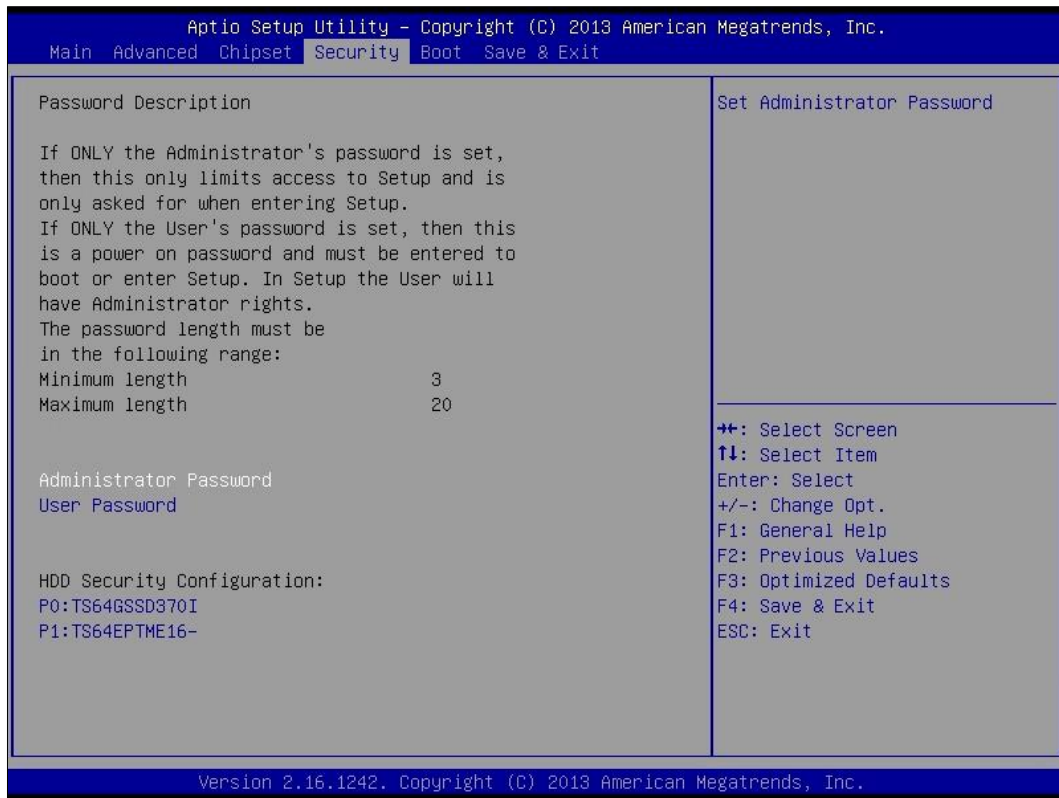 Aptio Setup Utility – Copyright (C) 2013 American Megatrends, Inc.
Main Advanced Chipset Security Boot Save & Exit
Password Description
If ONLY the Administrator's password is set,
then this only limits access to Setup and is
only asked for when entering Setup.
If ONLY the User's password is set, then this
is a power on password and must be entered to
boot or enter Setup. In Setup the User will
have Administrator rights.
The password length must be
in the following range:
Minimum length 3
Maximum length 20
Administrator Password
User Password
HDD Security Configuration:
P0:TS64GSSD370I
P1:TS64EPTME16-
Set Administrator Password
→←: Select Screen
↑↓: Select Item
Enter: Select
+/-: Change Opt.
F1: General Help
F2: Previous Values
F3: Optimized Defaults
F4: Save & Exit
ESC: Exit
Version 2.16.1242. Copyright (C) 2013 American Megatrends, Inc.